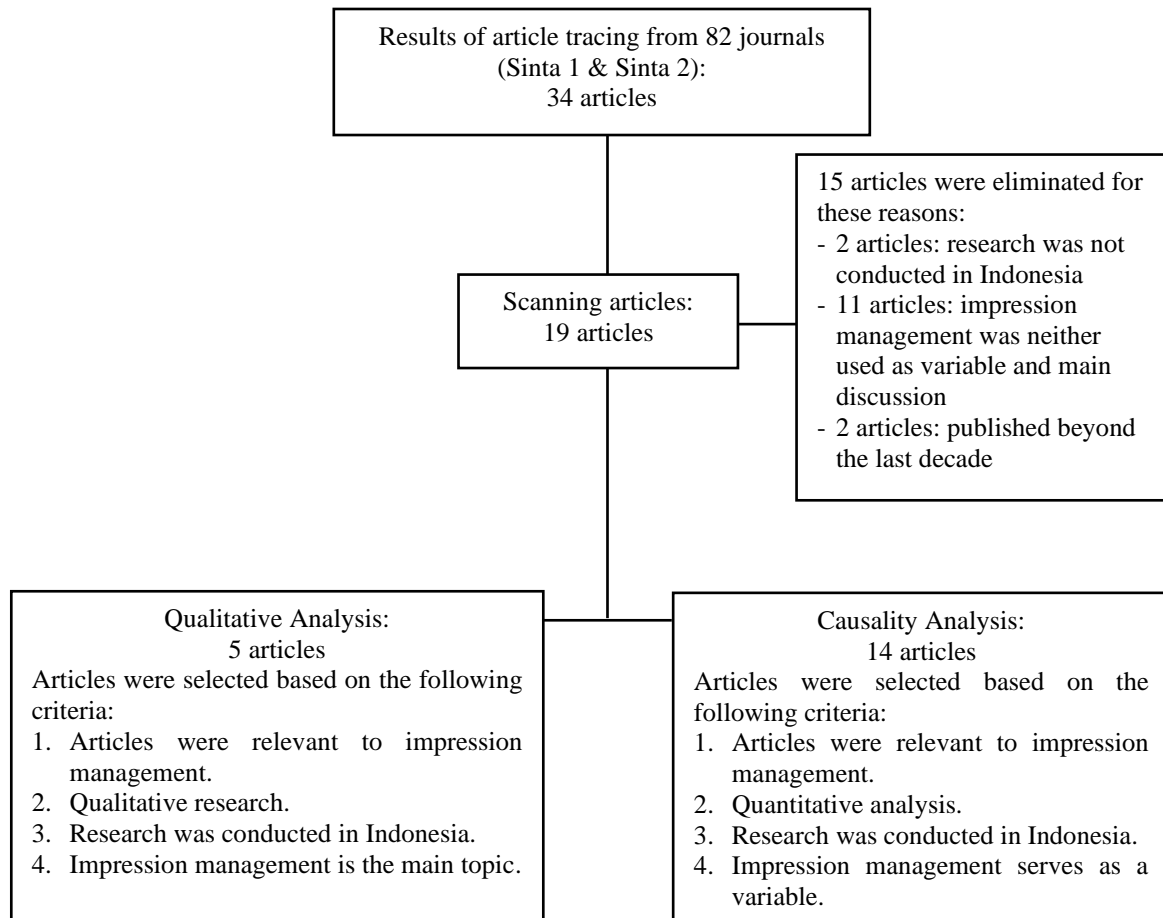 Results of article tracing from 82 journals
(Sinta 1 & Sinta 2):
34 articles
15 articles were eliminated for
these reasons:
- 2 articles: research was not
conducted in Indonesia
- 11 articles: impression
management was neither
used as variable and main
discussion
- 2 articles: published beyond
the last decade
Scanning articles:
19 articles
Qualitative Analysis:
5 articles
Articles were selected based on the following
criteria:
1. Articles were relevant to impression
management.
2. Qualitative research.
3. Research was conducted in Indonesia.
4. Impression management is the main topic.
Causality Analysis:
14 articles
Articles were selected based on the
following criteria:
1. Articles were relevant to impression
management.
2. Quantitative analysis.
3. Research was conducted in Indonesia.
4. Impression management serves as a
variable.